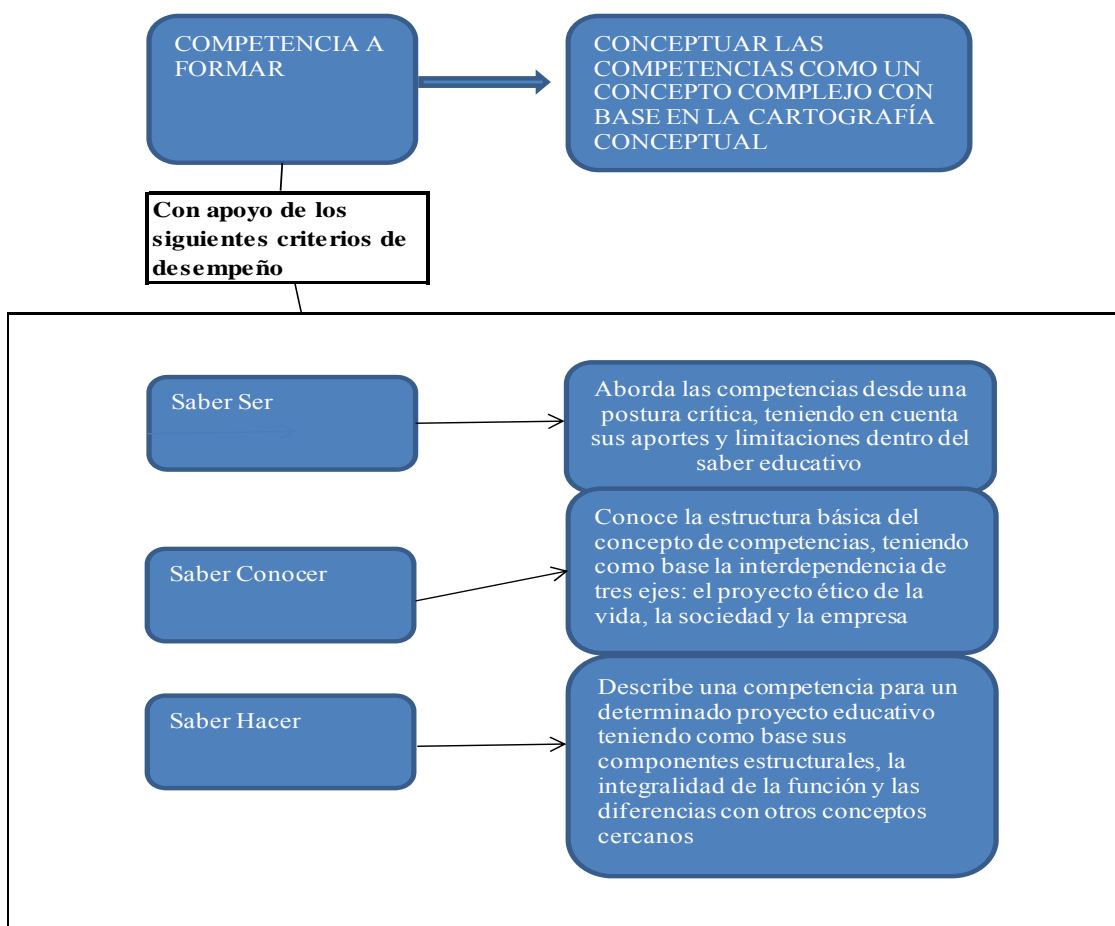 COMPETENCIA A
FORMAR
CONCEPTUAR LAS
COMPETENCIAS COMO UN
CONCEPTO COMPLEJO CON
BASE EN LA CARTOGRAFÍA
CONCEPTUAL
Con apoyo de los
siguientes criterios de
desempeño
Saber Ser
Aborda las competencias desde una
postura crítica, teniendo en cuenta
sus aportes y limitaciones dentro del
saber educativo
Saber Conocer
Conoce la estructura básica del
concepto de competencias, teniendo
como base la interdependencia de
tres ejes: el proyecto ético de la
vida, la sociedad y la empresa
Saber Hacer
Describe una competencia para un
determinado proyecto educativo
teniendo como base sus
componentes estructurales, la
integralidad de la función y las
diferencias con otros conceptos
cercanos